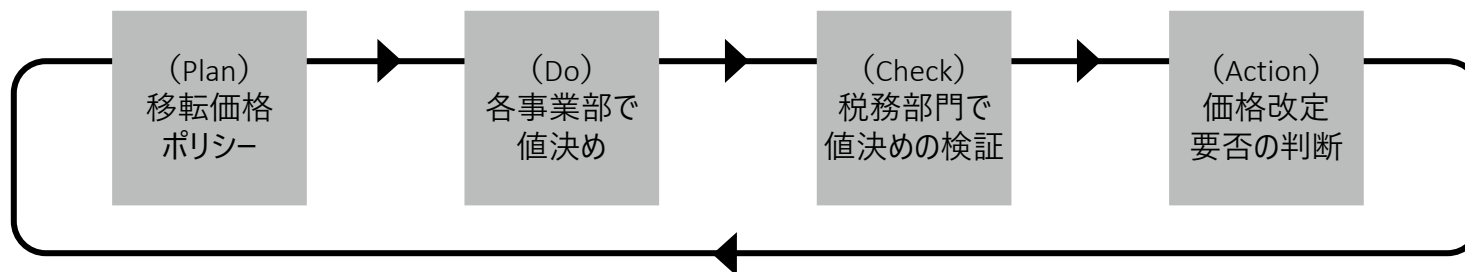 （Plan）
移転価格
ポリシー
（Do）
各事業部で
値決め
（Check）
税務部門で
値決めの検証
（Action）
価格改定
要否の判断